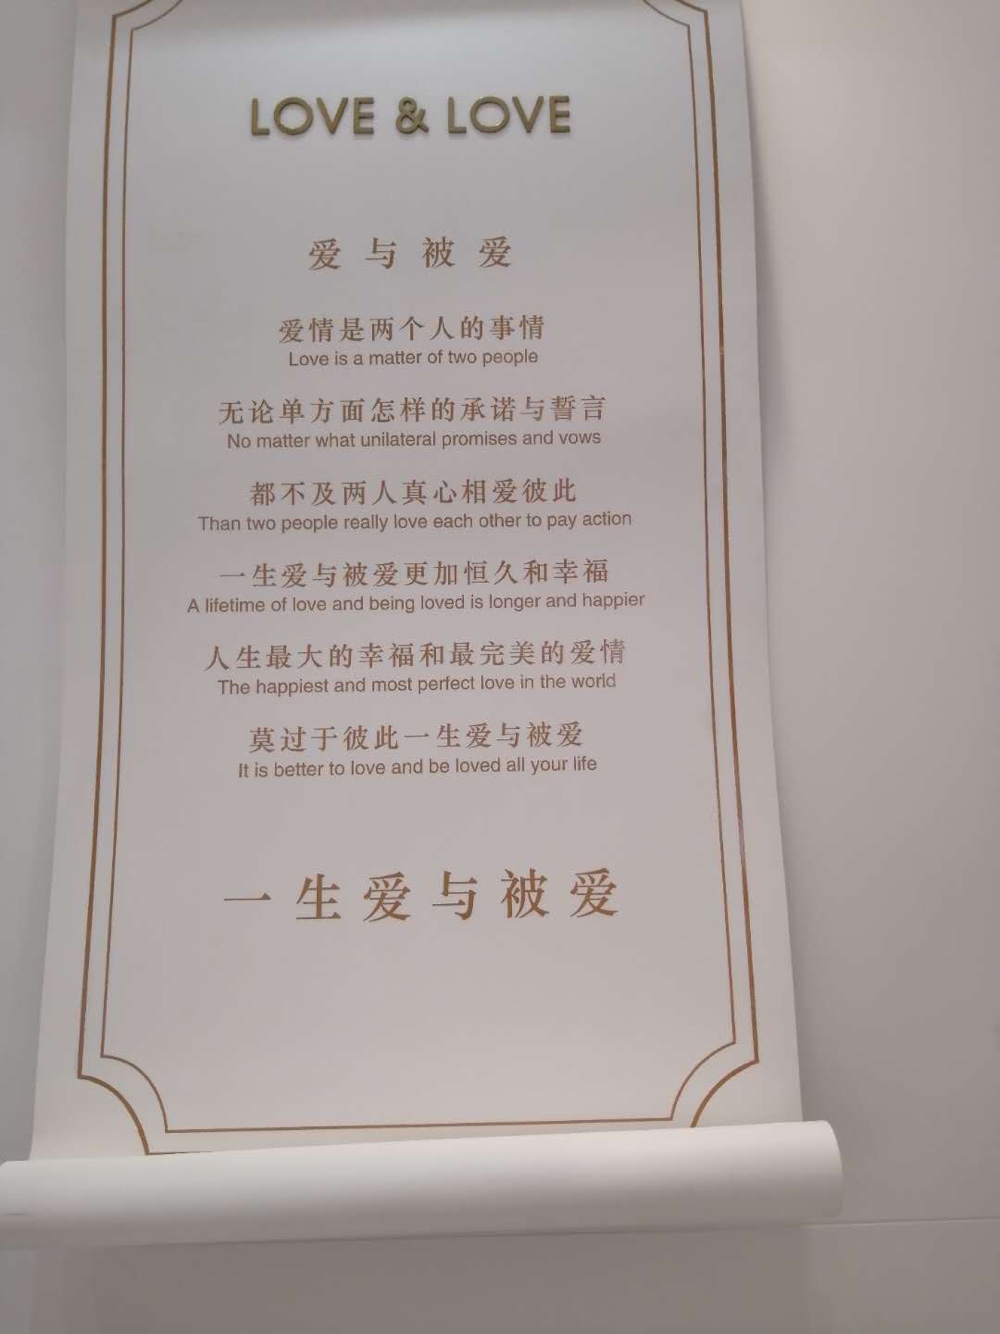 LOVE & LOVE
爱与被爱
爱情是两个人的事情
Love is a matter of two people
无论单方面怎样的承诺与誓言
No matter what unilateral promises and vows
都不及两人真心相爱彼此
Than two people really love each other to pay action
一生爱与被爱更加恒久和幸福
A lifetime of love and being loved is longer and happier
人生最大的幸福和最完美的爱情
The happiest and most perfect love in the world
莫过于彼此一生爱与被爱
It is better to love and be loved all your life
一生爱与被爱